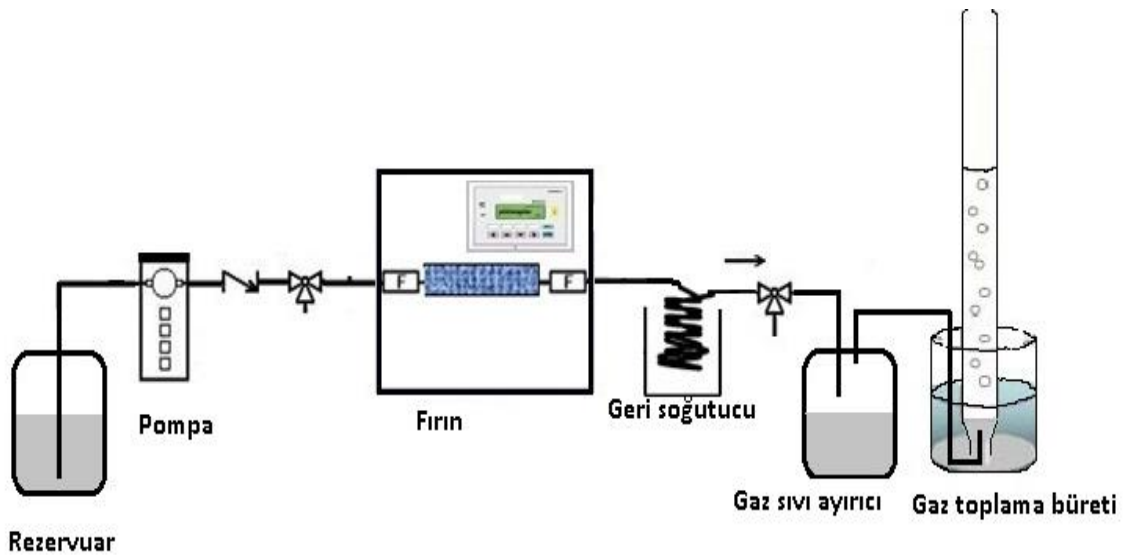 F
F
Pompa
Fırın
Geri soğutucu
Gaz sıvı ayırıcı
Gaz toplama büreti
Rezervuar